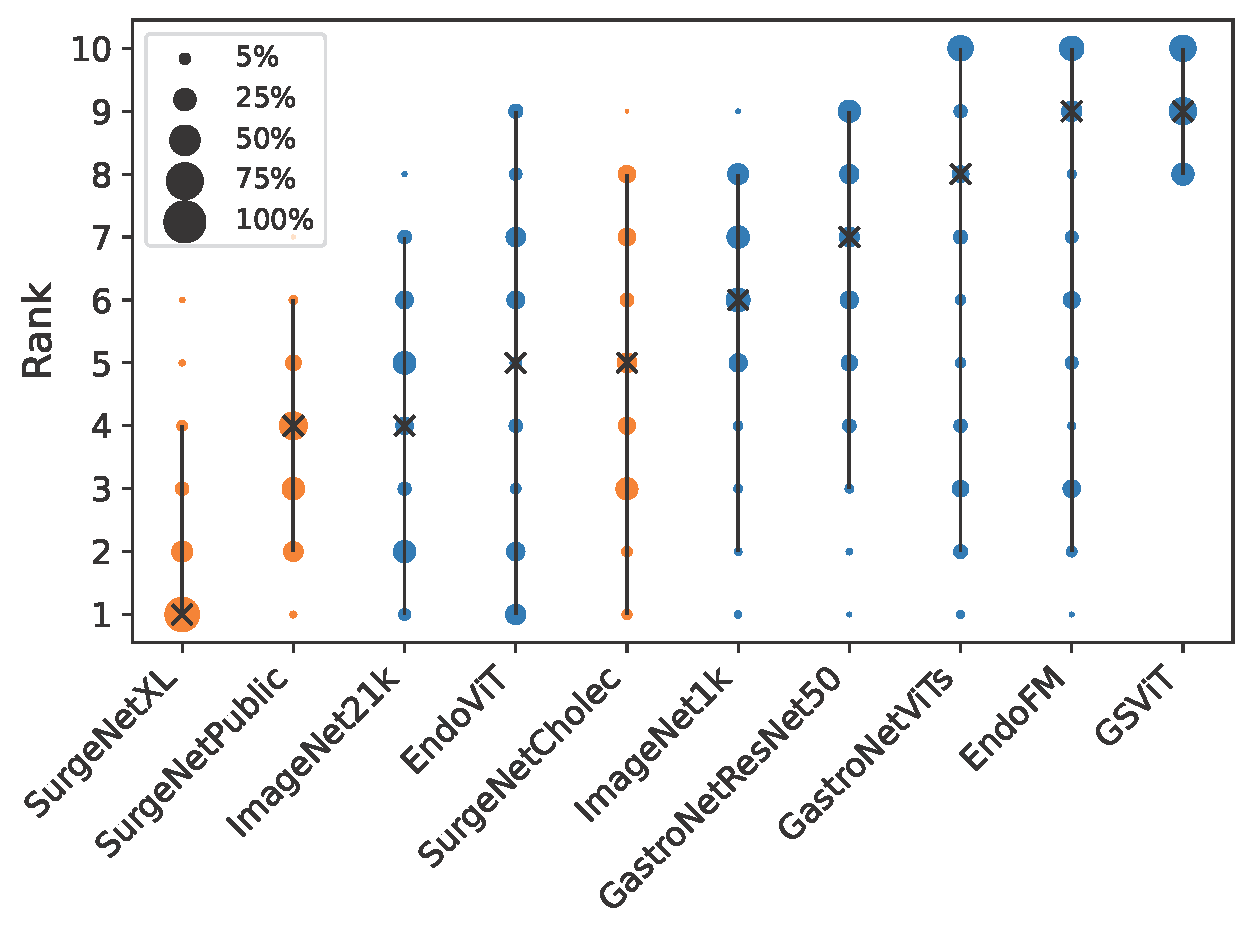 10
9
8
7
6
5
4
3
2
1
Rank
5%
25%
50%
75%
100%
SurgeNetXL
SurgeNetPublic
ImageNet21k
EndoViT
SurgeNetCholec
ImageNet1k
GastroNetResNet50
GastroNetViTs
EndoFM
GSViT